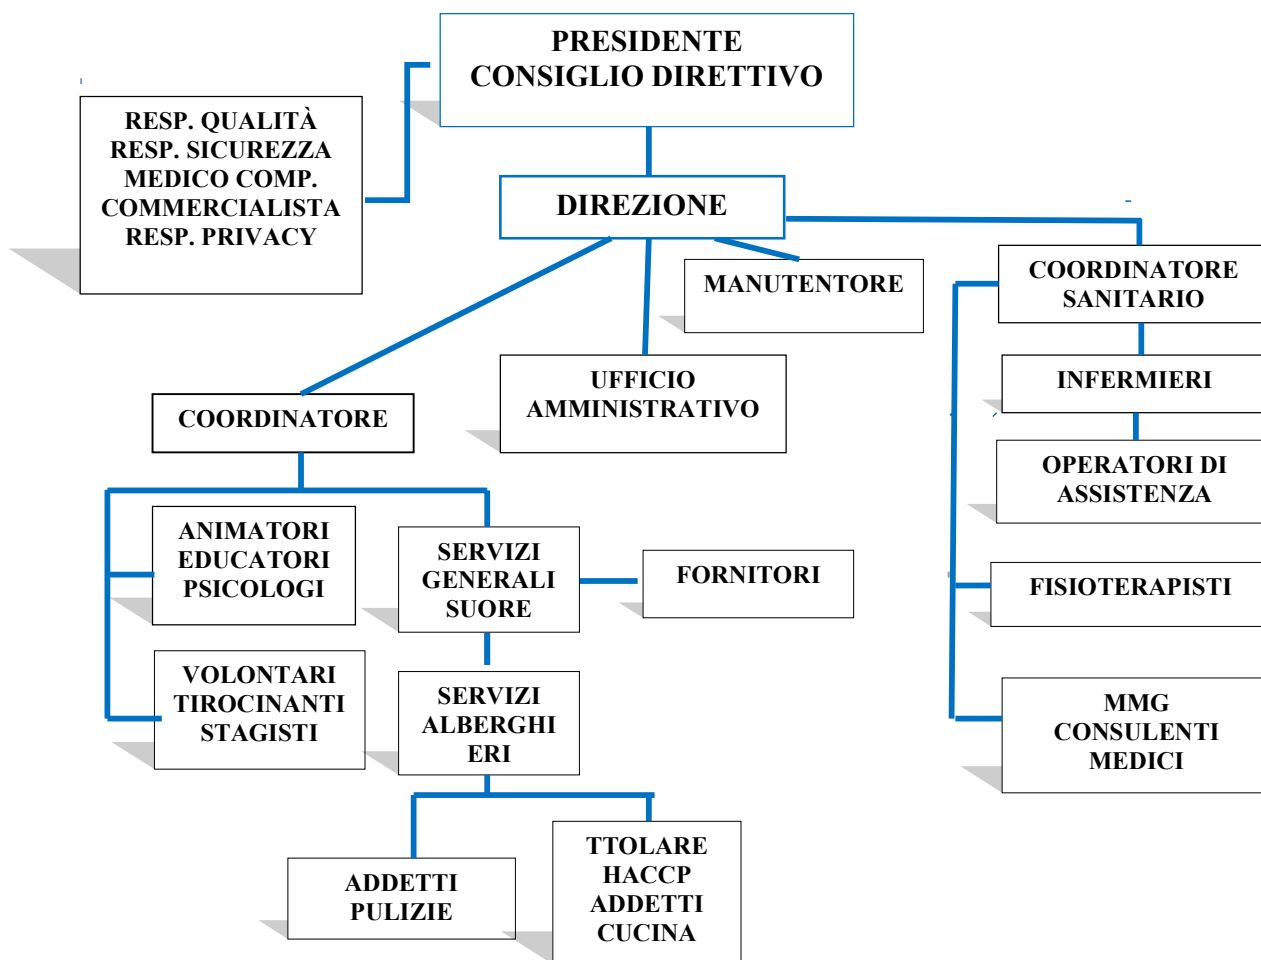 PRESIDENTE
CONSIGLIO DIRETTIVO
RESP. QUALITÀ
RESP. SICUREZZA
MEDICO COMP.
COMMERCIALISTA
RESP. PRIVACY
DIREZIONE
MANUTENTORE
COORDINATORE
SANITARIO
UFFICIO
AMMINISTRATIVO
INFERMIERI
COORDINATORE
OPERATORI DI
ASSISTENZA
ANIMATORI
EDUCATORI
PSICOLOGI
SERVIZI
GENERALI
SUORE
FORNITORI
FISIOTERAPISTI
VOLONTARI
TIROCINANTI
STAGISTI
SERVIZI
ALBERGHI
ERI
MMG
CONSULENTI
MEDICI
ADDETTI
PULIZIE
TTOLARE
HACCP
ADDETTI
CUCINA